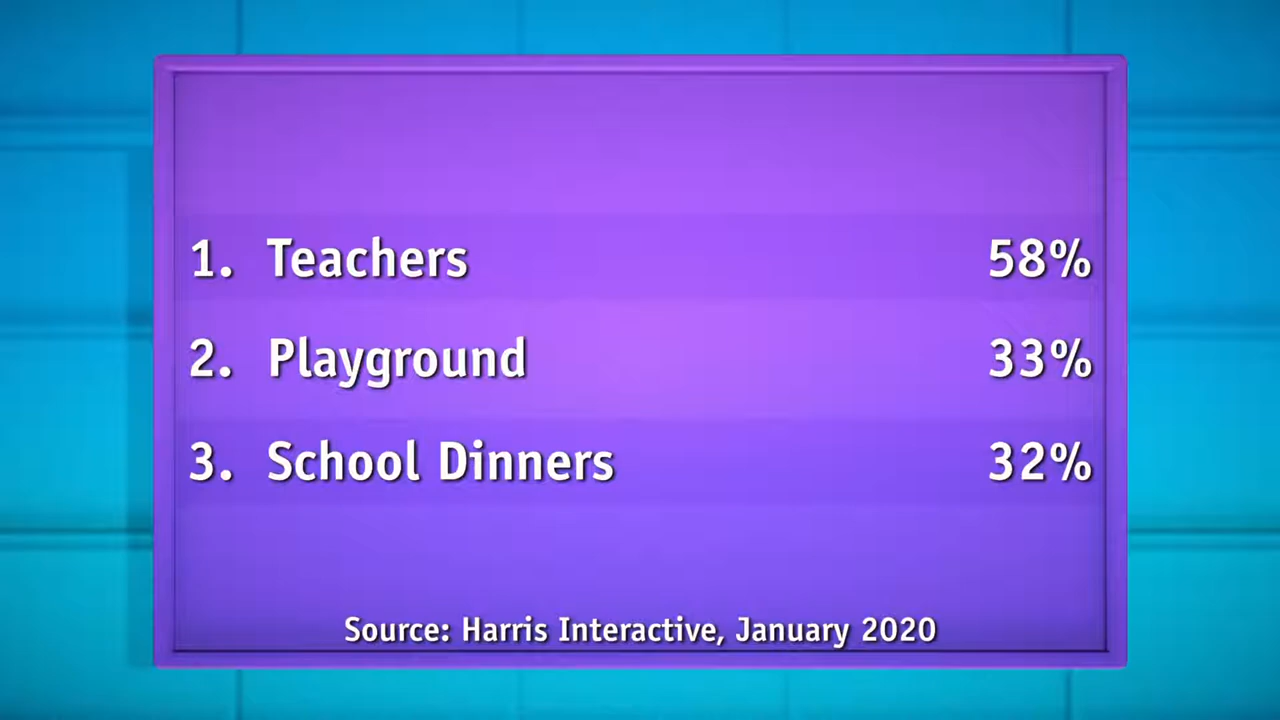 1. Teachers 58%
2. Playground 33%
3. School Dinners 32%
Source: Harris Interactive, January 2020